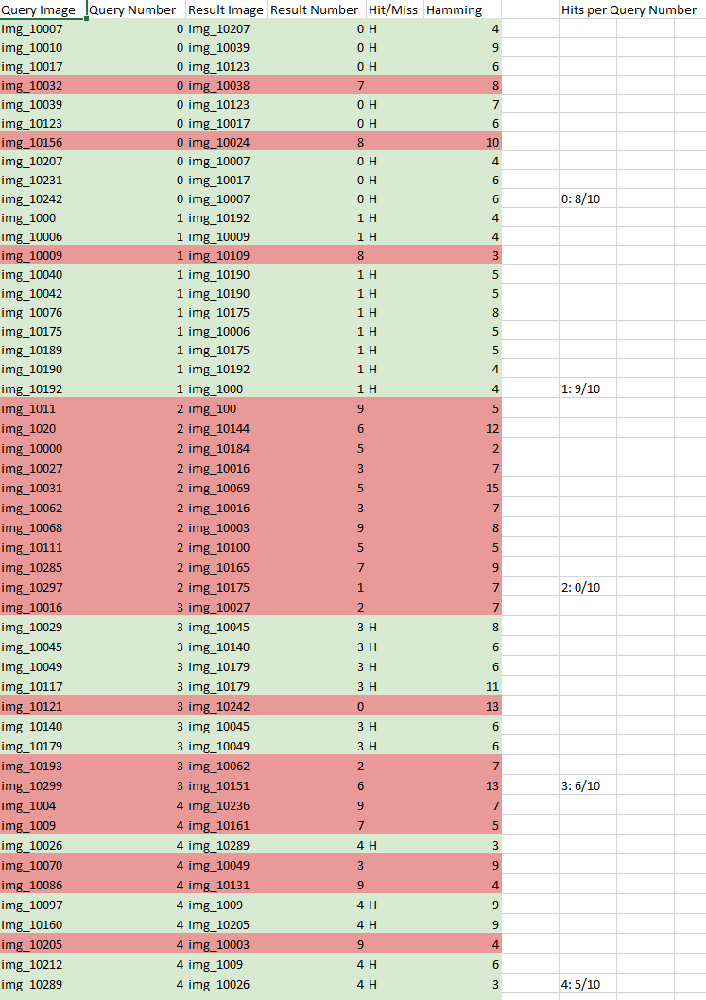 Query Image Query Number Result Image Result Number Hit/Miss Hamming Hits per Query Number
img_10007 0 img_10207 0 H 4
img_10010 0 img_10039 0 H 9
img_10017 0 img_10123 0 H 6
img_10032 0 img_10038 7 8
img_10039 0 img_10123 0 H 7
img_10123 0 img_10017 0 H 6
img_10156 0 img_10024 8 10
img_10207 0 img_10007 0 H 4
img_10231 0 img_10017 0 H 6
img_10242 0 img_10007 0 H 6 0: 8/10
img_1000 1 img_10192 1 H 4
img_10006 1 img_10009 1 H 4
img_10009 1 img_10109 8 3
img_10040 1 img_10190 1 H 5
img_10042 1 img_10190 1 H 5
img_10076 1 img_10175 1 H 8
img_10175 1 img_10006 1 H 5
img_10189 1 img_10175 1 H 5
img_10190 1 img_10192 1 H 4
img_10192 1 img_1000 1 H 4 1: 9/10
img_1011 2 img_100 9 5
img_1020 2 img_10144 6 12
img_10000 2 img_10184 5 2
img_10027 2 img_10016 3 7
img_10031 2 img_10069 5 15
img_10062 2 img_10016 3 7
img_10068 2 img_10003 9 8
img_10111 2 img_10100 5 5
img_10285 2 img_10165 7 9
img_10297 2 img_10175 1 7 2: 0/10
img_10016 3 img_10027 2 7
img_10029 3 img_10045 3 H 8
img_10045 3 img_10140 3 H 6
img_10049 3 img_10179 3 H 6
img_10117 3 img_10179 3 H 11
img_10121 3 img_10242 0 13
img_10140 3 img_10045 3 H 6
img_10179 3 img_10049 3 H 6
img_10193 3 img_10062 2 7
img_10299 3 img_10151 6 13 3: 6/10
img_1004 4 img_10236 9 7
img_1009 4 img_10161 7 5
img_10026 4 img_10289 4 H 3
img_10070 4 img_10049 3 9
img_10086 4 img_10131 9 4
img_10097 4 img_1009 4 H 9
img_10160 4 img_10205 4 H 9
img_10205 4 img_10003 9 4
img_10212 4 img_1009 4 H 6
img_10289 4 img_10026 4 H 3 4: 5/10